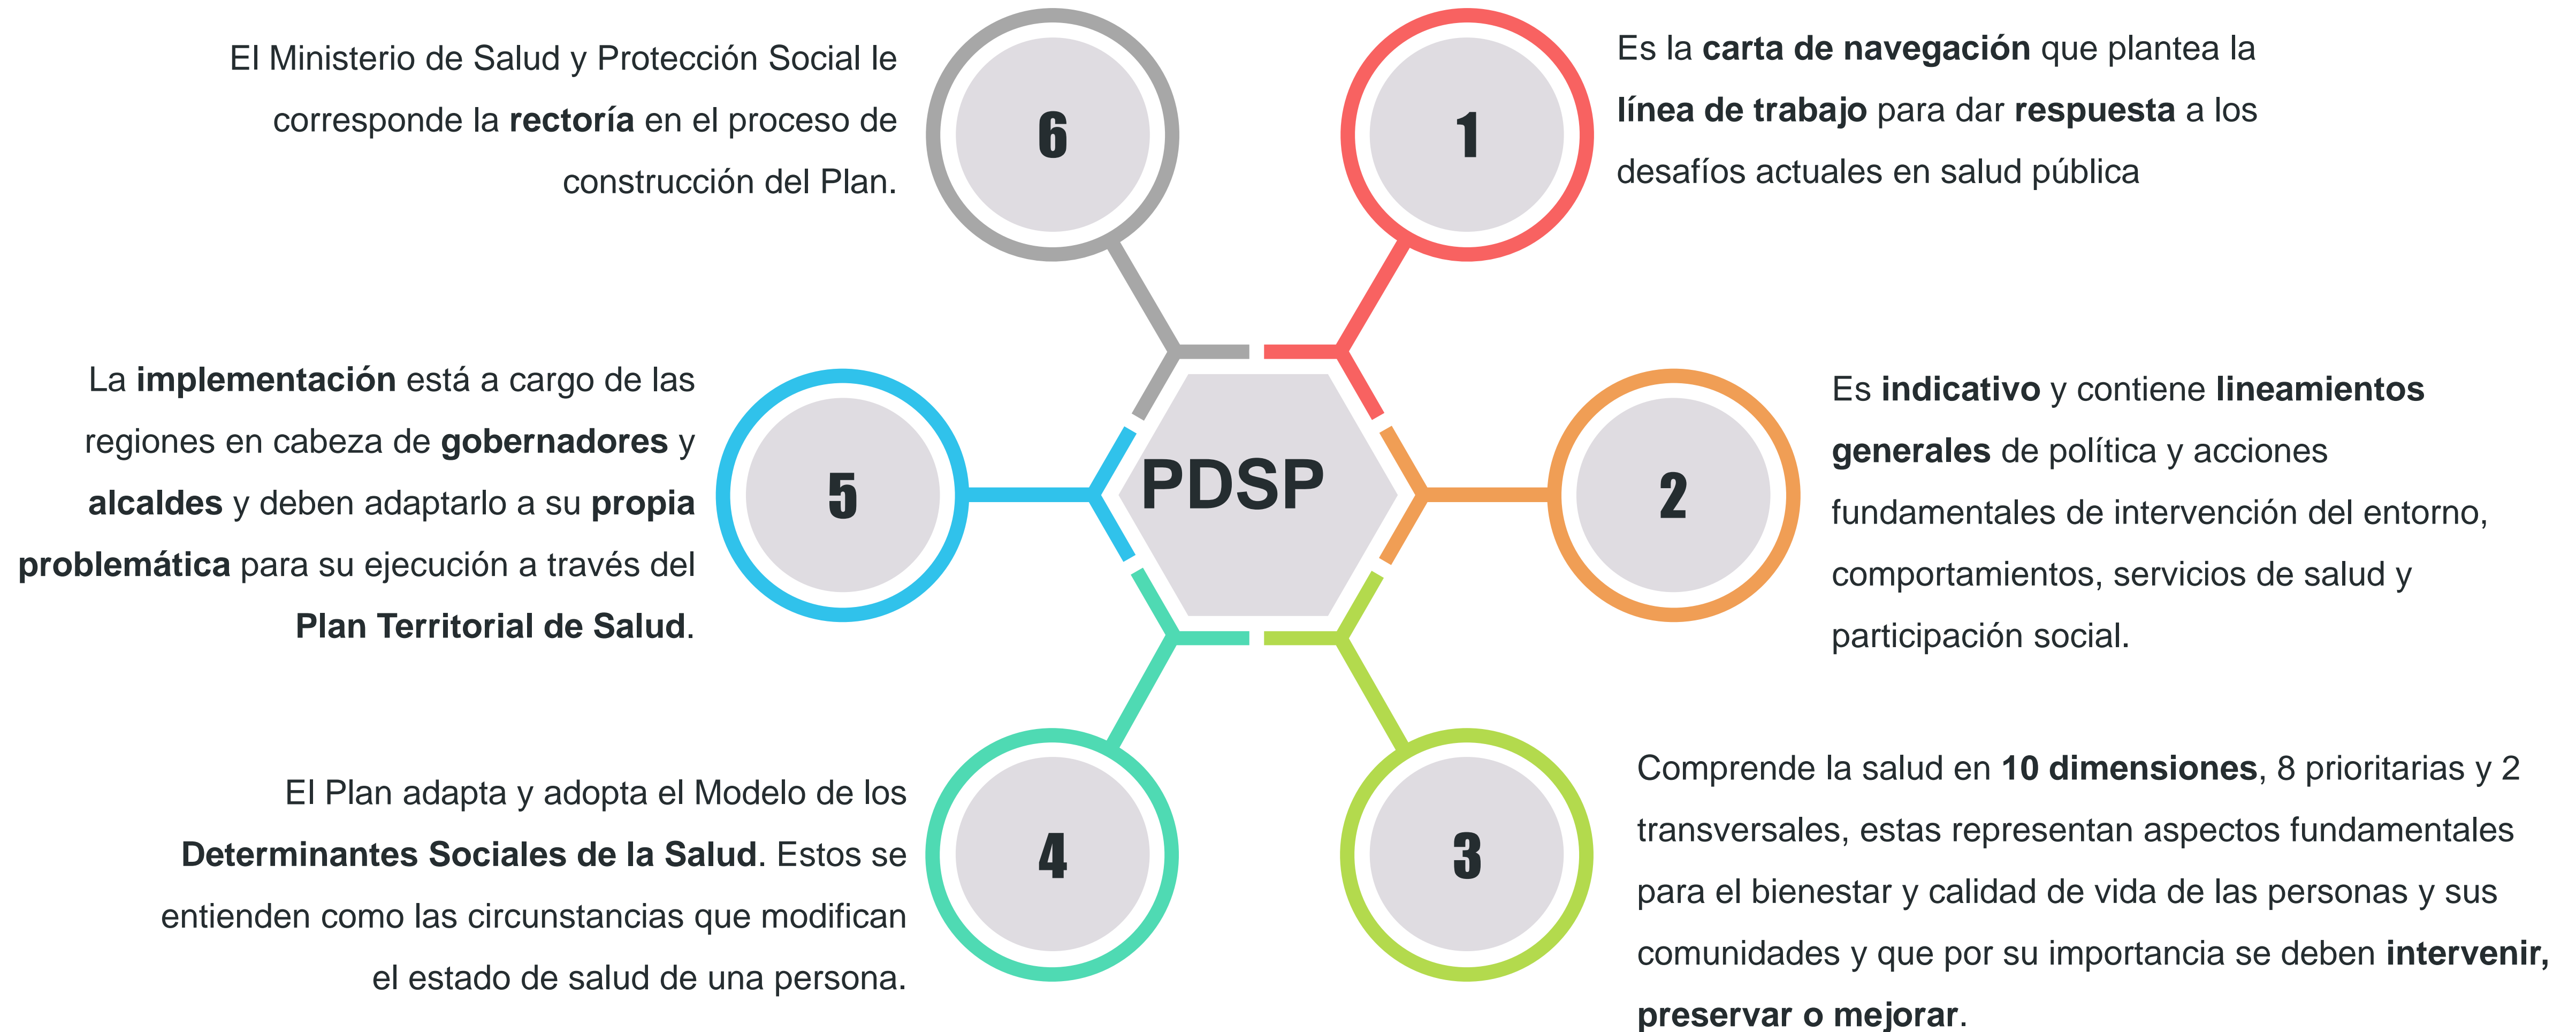 PDSP
1
Es la carta de navegación que plantea la
línea de trabajo para dar respuesta a los
desafíos actuales en salud pública
2
Es indicativo y contiene lineamientos
generales de política y acciones
fundamentales de intervención del entorno,
comportamientos, servicios de salud y
participación social.
3
Comprende la salud en 10 dimensiones, 8 prioritarias y 2
transversales, estas representan aspectos fundamentales
para el bienestar y calidad de vida de las personas y sus
comunidades y que por su importancia se deben intervenir,
preservar o mejorar.
4
El Plan adapta y adopta el Modelo de los
Determinantes Sociales de la Salud. Estos se
entienden como las circunstancias que modifican
el estado de salud de una persona.
5
La implementación está a cargo de las
regiones en cabeza de gobernadores y
alcaldes y deben adaptarlo a su propia
problemática para su ejecución a través del
Plan Territorial de Salud.
6
El Ministerio de Salud y Protección Social le
corresponde la rectoría en el proceso de
construcción del Plan.